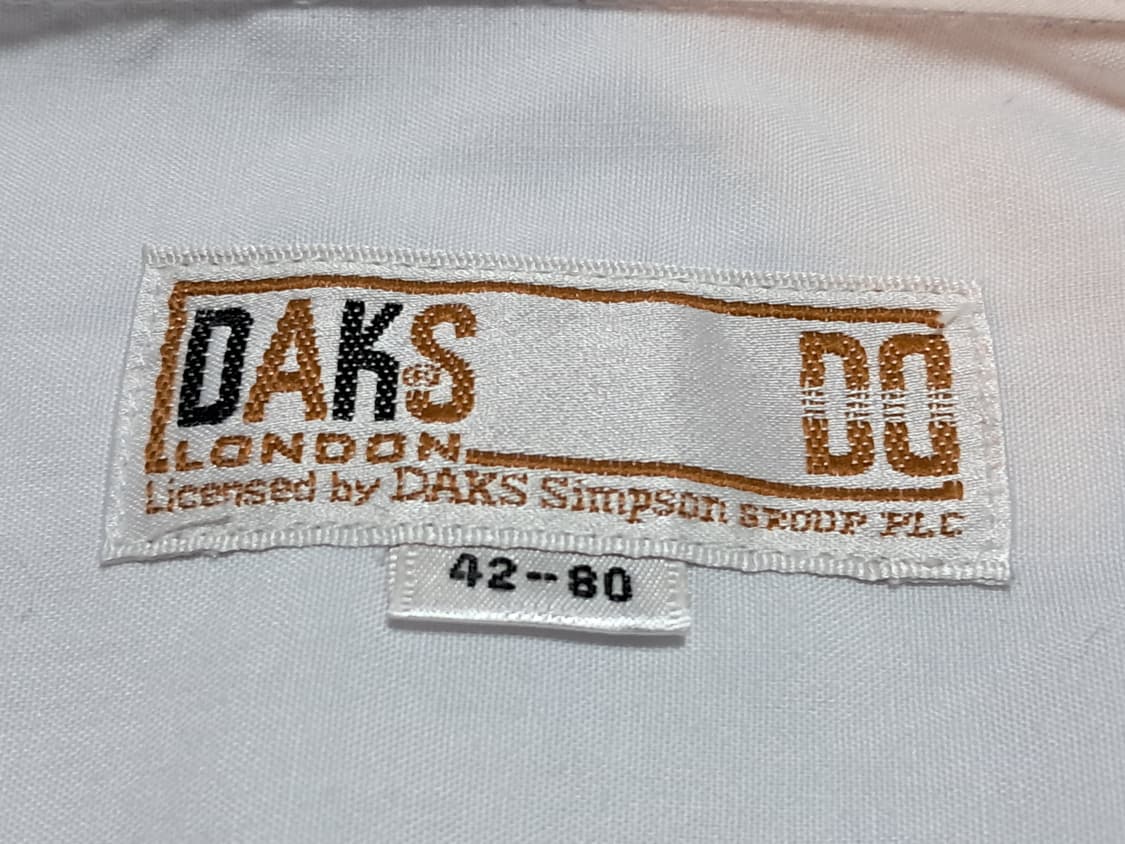 DAKS DO
LONDON
Licensed by DAKS Simpson GROUP PLC
42--80